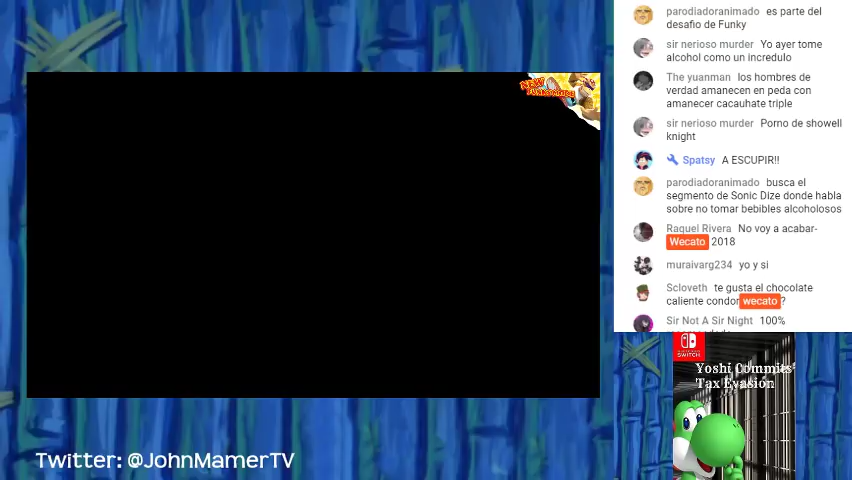 parodiadoranimado es parte del
desafio de Funky
sir nerioso murder Yo ayer tome
alcohol como un incredulo
The yuanman los hombres de
verdad amanecen en peda con
amanecer cacauhate triple
sir nerioso murder Porno de showell
knight
Spatsy A ESCUPIR!!
parodiadoranimado busca el
segmento de Sonic Dize donde habla
sobre no tomar bebibles alcoholosos
Raquel Rivera No voy a acabar-
Wecato 2018
muraivarg234 yo y si
Scloveth te gusta el chocolate
caliente condor wecato ?
Sir Not A Sir Night 100%
NEW
FUNKY MODE
SWITCH
Yoshi Commits
Tax Evasion
Twitter: @JohnMamerTV